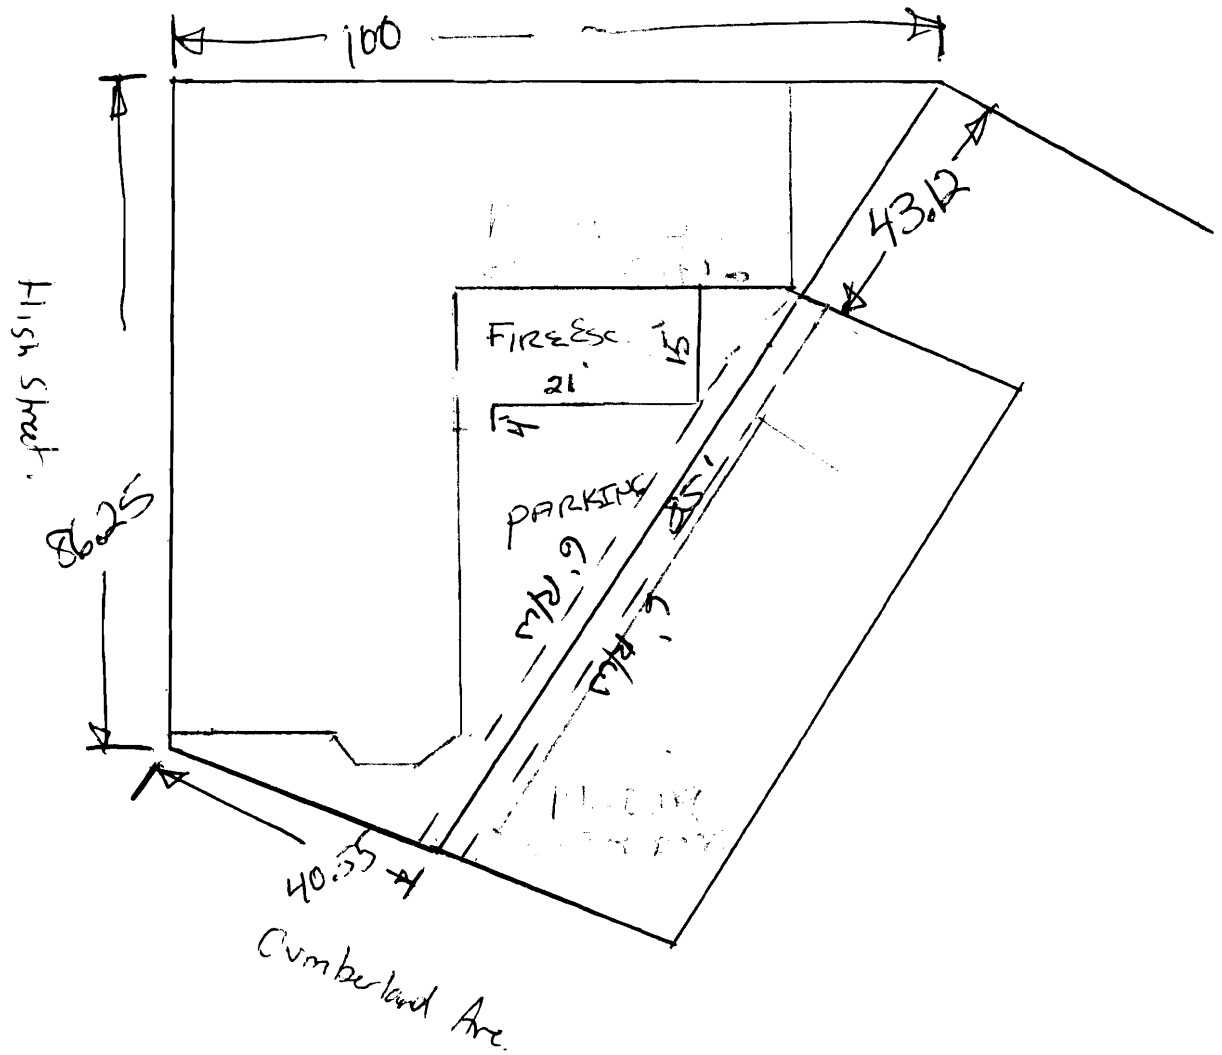 100
43.12
High Street.
FIRE ESC.
15'
21'
4'
86.25
PARKING
85'
6'
R/W
6'
R/W
40.55
Cumberland Ave.